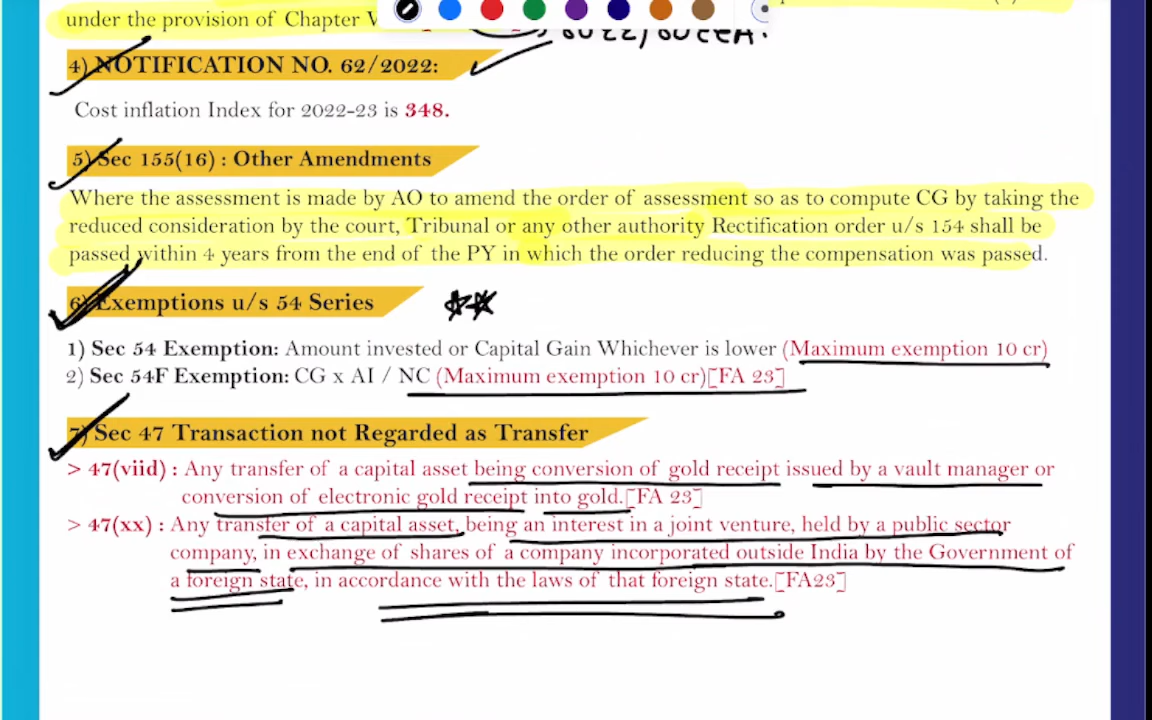 under the provision of Chapter
4) NOTIFICATION NO. 62/2022:
Cost inflation Index for 2022-23 is 348.
5) Sec 155(16) : Other Amendments
Where the assessment is made by AO to amend the order of assessment so as to compute CG by taking the
reduced consideration by the court, Tribunal or any other authority Rectification order u/s 154 shall be
passed within 4 years from the end of the PY in which the order reducing the compensation was passed.
6) Exemptions u/s 54 Series
1) Sec 54 Exemption: Amount invested or Capital Gain Whichever is lower (Maximum exemption 10 cr)
2) Sec 54F Exemption: CG x AI / NC (Maximum exemption 10 cr)[FA 23]
7) Sec 47 Transaction not Regarded as Transfer
> 47(viid) : Any transfer of a capital asset being conversion of gold receipt issued by a vault manager or
conversion of electronic gold receipt into gold.[FA 23]
> 47(xx) : Any transfer of a capital asset, being an interest in a joint venture, held by a public sector
company, in exchange of shares of a company incorporated outside India by the Government of
a foreign state, in accordance with the laws of that foreign state.[FA23]